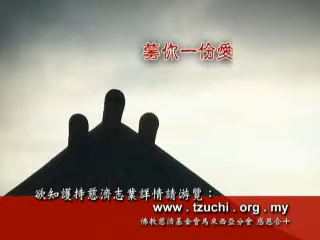 募你一份愛
欲知護持慈濟志業詳情請游覽：
www . tzuchi . org . my
佛教慈濟基金會馬來西亞分會 感恩合十